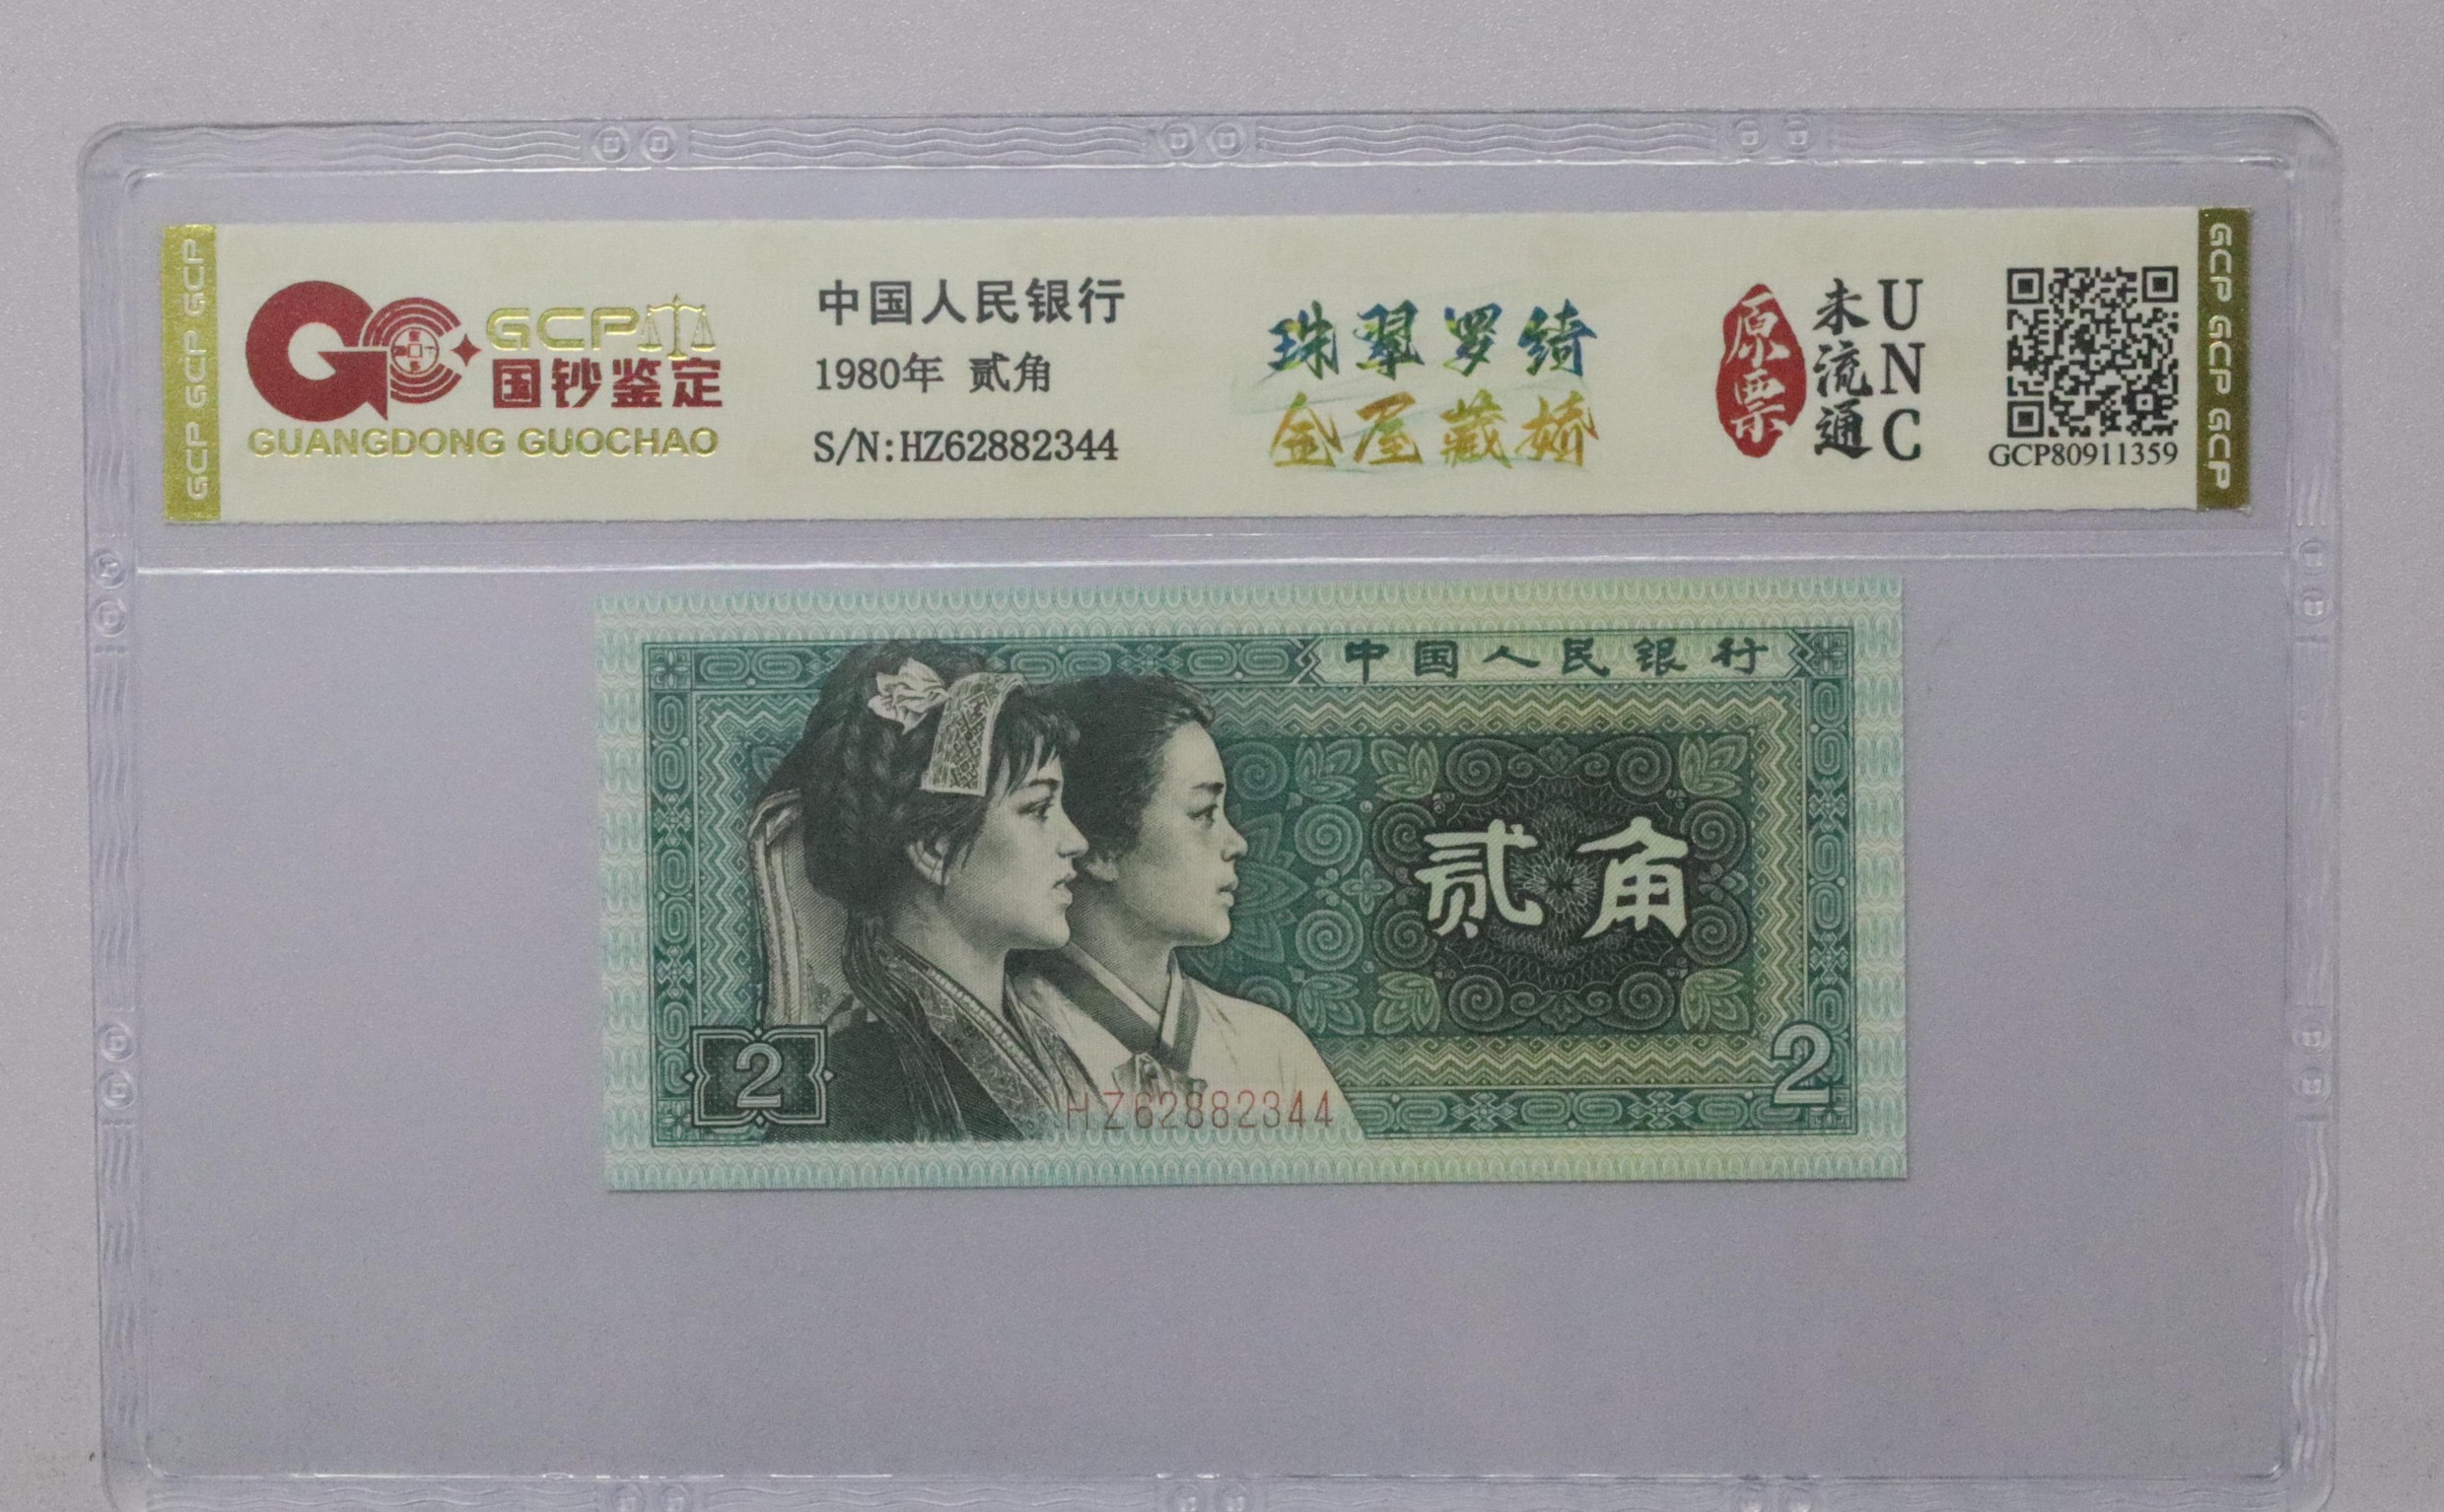 GCP GCP GCP
GCP
国钞鉴定
GUANGDONG GUOCHAO
中国人民银行
1980年 贰角
S/N:HZ62882344
珠翠罗绮
金屋藏娇
原票
未流通
UNC
GCP80911359
GCP GCP GCP
中国人民银行
贰角
2
2
HZ62882344